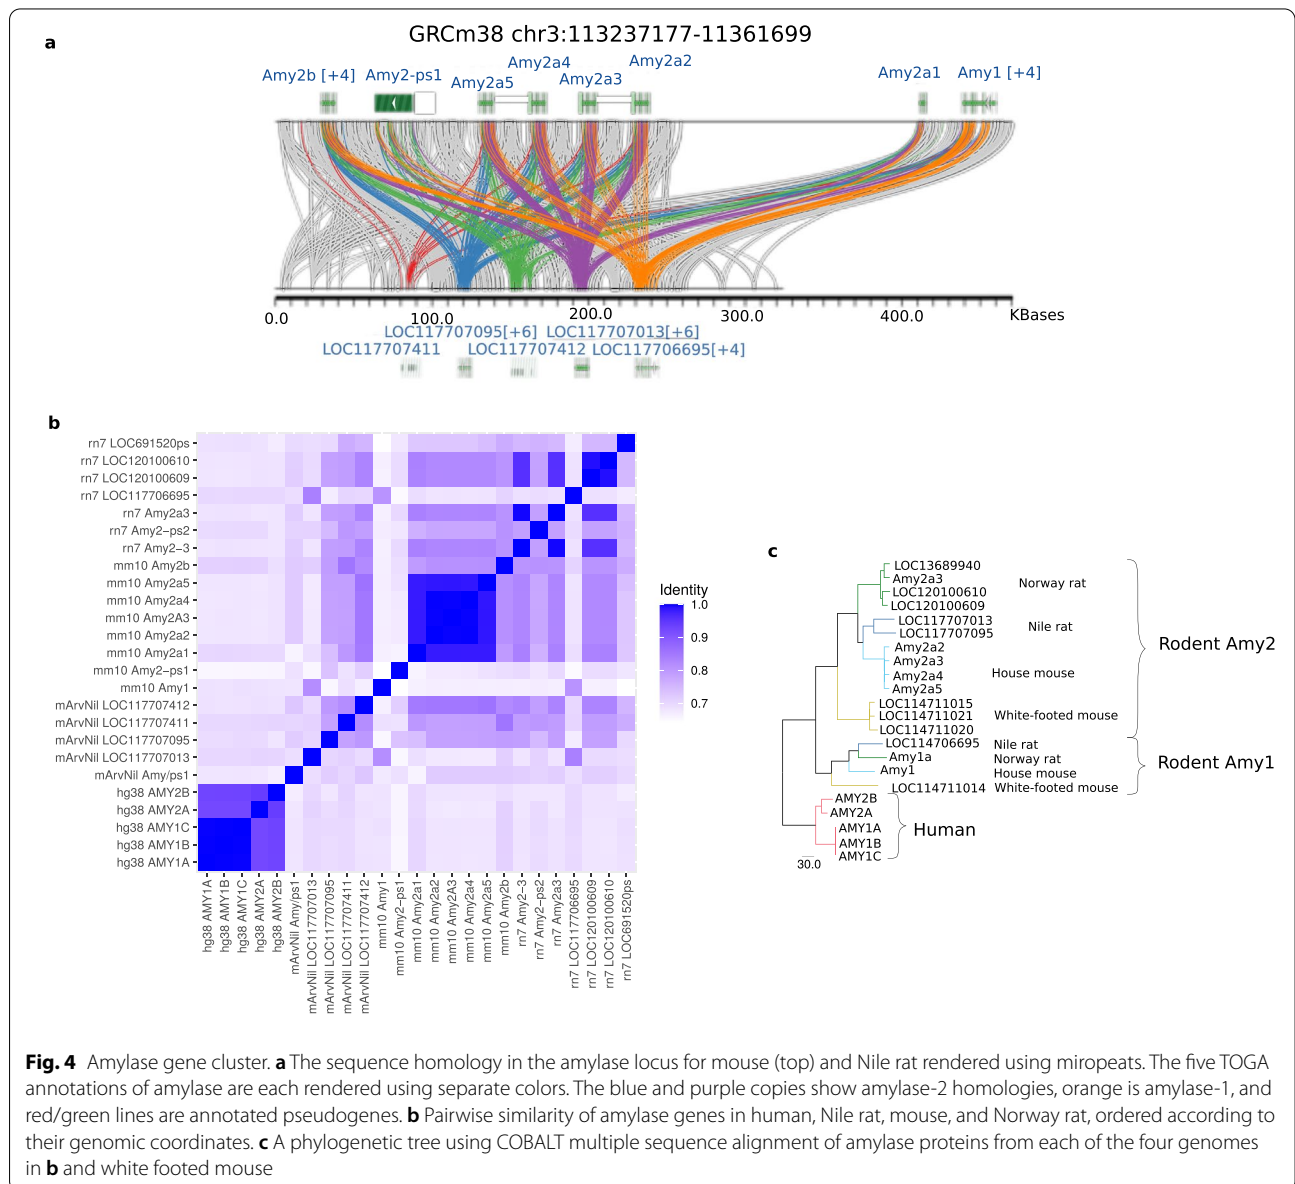 a
GRCm38 chr3:113237177-11361699
Amy2b [+4]
Amy2-ps1
Amy2a5
Amy2a4
Amy2a3
Amy2a2
Amy2a1
Amy1 [+4]
0.0
100.0
200.0
300.0
400.0
KBases
LOC117707095[+6]
LOC117707013[+6]
LOC117707411
LOC117707412
LOC117706695[+4]
b
rn7 LOC691520ps
rn7 LOC120100610
rn7 LOC120100609
rn7 LOC117706695
rn7 Amy2a3
rn7 Amy2−ps2
rn7 Amy2−3
mm10 Amy2b
mm10 Amy2a5
mm10 Amy2a4
mm10 Amy2A3
mm10 Amy2a2
mm10 Amy2a1
mm10 Amy2−ps1
mm10 Amy1
mArvNil LOC117707412
mArvNil LOC117707411
mArvNil LOC117707095
mArvNil LOC117707013
mArvNil Amy/ps1
hg38 AMY2B
hg38 AMY2A
hg38 AMY1C
hg38 AMY1B
hg38 AMY1A
hg38 AMY1A
hg38 AMY1B
hg38 AMY1C
hg38 AMY2A
hg38 AMY2B
mArvNil Amy/ps1
mArvNil LOC117707013
mArvNil LOC117707095
mArvNil LOC117707411
mArvNil LOC117707412
mm10 Amy1
mm10 Amy2−ps1
mm10 Amy2a1
mm10 Amy2a2
mm10 Amy2A3
mm10 Amy2a4
mm10 Amy2a5
mm10 Amy2b
rn7 Amy2−3
rn7 Amy2−ps2
rn7 Amy2a3
rn7 LOC117706695
rn7 LOC120100609
rn7 LOC120100610
rn7 LOC691520ps
Identity
1.0
0.9
0.8
0.7
c
LOC13689940
Amy2a3
LOC120100610
LOC120100609
Norway rat
LOC117707013
LOC117707095
Nile rat
Amy2a2
Amy2a3
Amy2a4
Amy2a5
House mouse
LOC114711015
LOC114711021
LOC114711020
White-footed mouse
Rodent Amy2
LOC114706695
Nile rat
Amy1a
Norway rat
Amy1
House mouse
LOC114711014
White-footed mouse
Rodent Amy1
AMY2B
AMY2A
AMY1A
AMY1B
AMY1C
Human
30.0
Fig. 4 Amylase gene cluster. a The sequence homology in the amylase locus for mouse (top) and Nile rat rendered using miropeats. The five TOGA
annotations of amylase are each rendered using separate colors. The blue and purple copies show amylase-2 homologies, orange is amylase-1, and
red/green lines are annotated pseudogenes. b Pairwise similarity of amylase genes in human, Nile rat, mouse, and Norway rat, ordered according to
their genomic coordinates. c A phylogenetic tree using COBALT multiple sequence alignment of amylase proteins from each of the four genomes
in b and white footed mouse